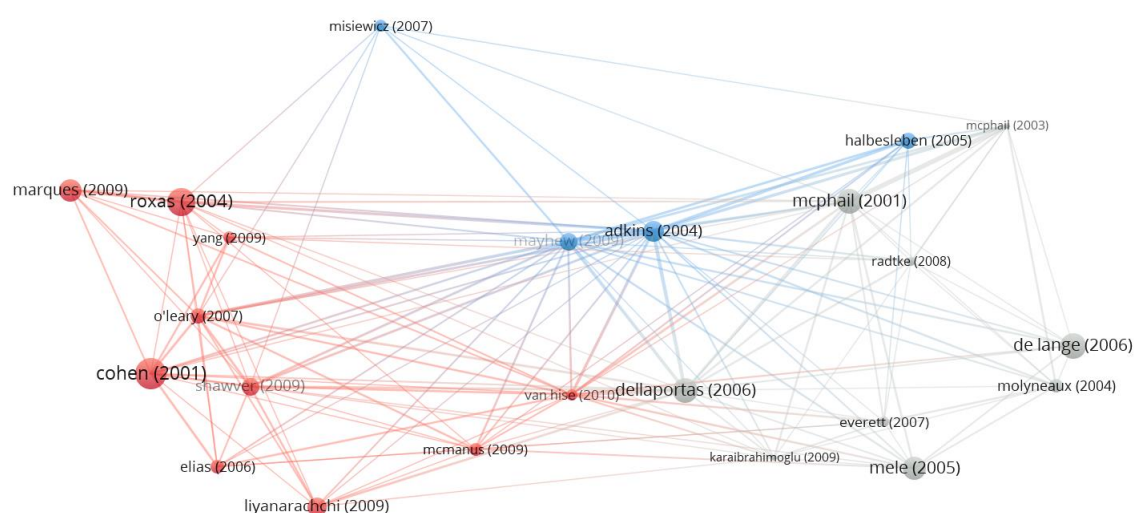 misiewicz (2007)
mcphail (2003)
halbesleben (2005)
marques (2009)
roxas (2004)
mcphail (2001)
yang (2009)
mayhew (2009)
adkins (2004)
radtke (2008)
o'leary (2007)
de lange (2006)
cohen (2001)
shawver (2009)
van hise (2010)
dellaportas (2006)
molyneaux (2004)
everett (2007)
mcmanus (2009)
karaibrahimoglu (2009)
elias (2006)
mele (2005)
liyanarachchi (2009)